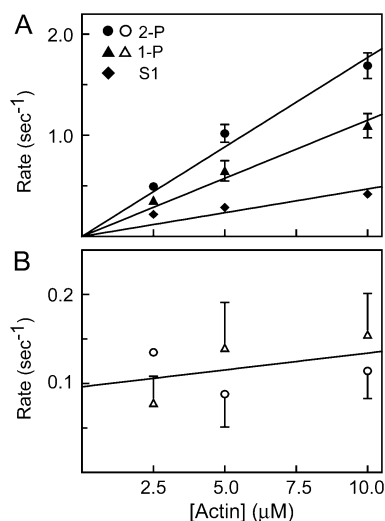 A
2.0
● ○ 2-P
▲ △ 1-P
◆ S1
1.0
Rate (sec⁻¹)
B
0.2
0.1
0
Rate (sec⁻¹)
2.5 5.0 7.5 10.0
[Actin] (μM)